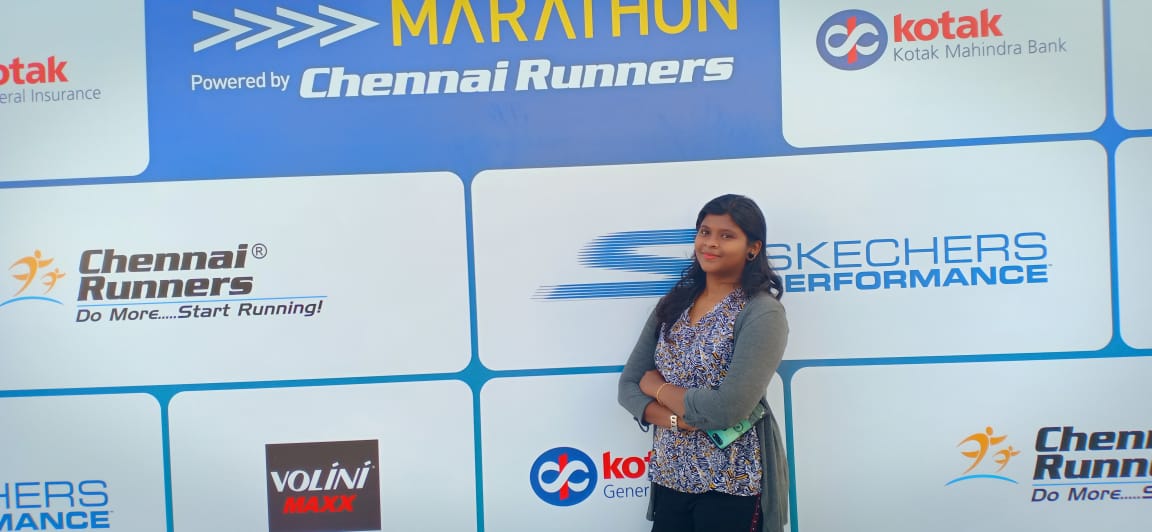 MARATHON
Powered by Chennai Runners
kotak
Kotak Mahindra Bank
otak
eral Insurance
Chennai®
Runners
Do More.....Start Running!
SKECHERS
PERFORMANCE
HERS
MANCE
VOLINI
MAXX
kot
Gener
Chenn
Runn
Do More.....S